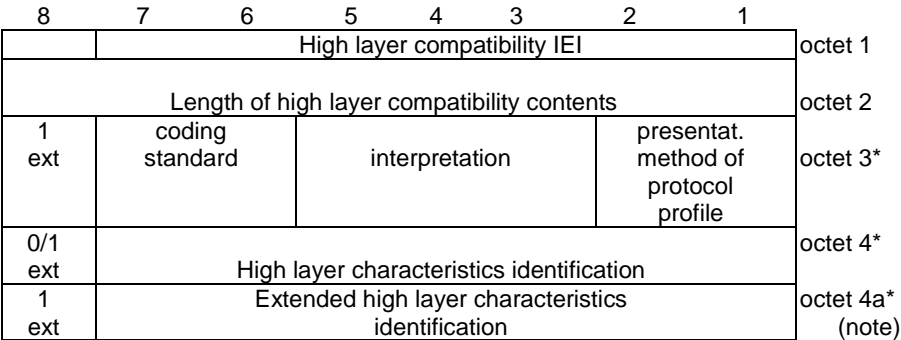 8 7 6 5 4 3 2 1
High layer compatibility IEI octet 1
Length of high layer compatibility contents octet 2
1 coding presentat.
ext standard interpretation method of octet 3*
protocol
profile
0/1 octet 4*
ext High layer characteristics identification
1 Extended high layer characteristics octet 4a*
ext identification (note)